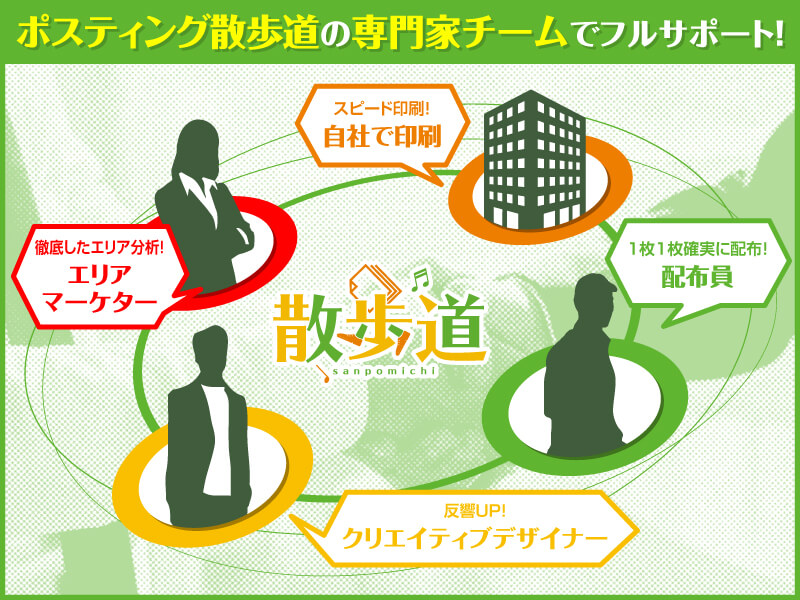 ポスティング散歩道の専門家チームでフルサポート!
スピード印刷!
自社で印刷
徹底したエリア分析!
エリア
マーケター
1枚1枚確実に配布!
配布員
散歩道
sanpomichi
反響UP!
クリエイティブデザイナー